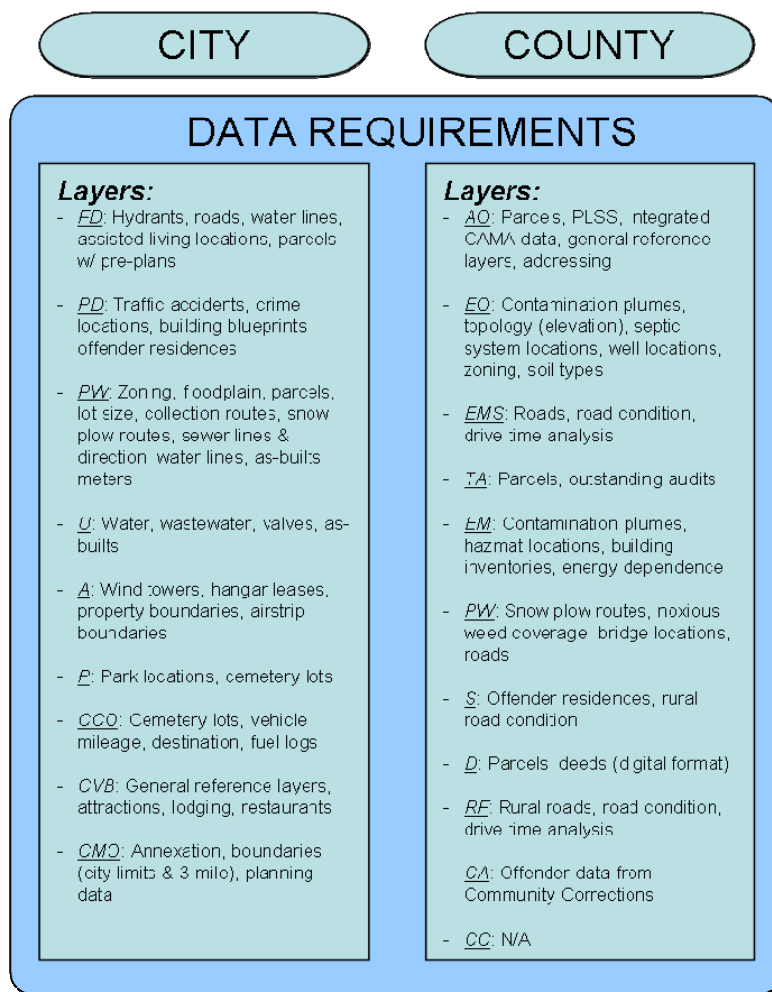 CITY
COUNTY
DATA REQUIREMENTS
Layers:
- FD: Hydrants, roads, water lines,
assisted living locations, parcels
w/ pre-plans
- PD: Traffic accidents, crime
locations, building blueprints
offender residences
- PW: Zoning, floodplain, parcels,
lot size, collection routes, snow
plow routes, sewer lines &
direction water lines, as-builts
meters
- U: Water, wastewater, valves, as-
builts
- A: Wind towers, hangar leases,
property boundaries, airstrip
boundaries
- P: Park locations, cemetery lots
- CCO: Cemetery lots, vehicle
mileage, destination, fuel logs
- CVB: General reference layers,
attractions, lodging, restaurants
- CMO: Annexation, boundaries
(city limits & 3 mile), planning
data
Layers:
- AO: Parcels, PLSS, integrated
CAMA data, general reference
layers, addressing
- EO: Contamination plumes,
topology (elevation), septic
system locations, well locations,
zoning, soil types
- EMS: Roads, road condition,
drive time analysis
- TA: Parcels, outstanding audits
- EM: Contamination plumes,
hazmat locations, building
inventories, energy dependence
- PW: Snow plow routes, noxious
weed coverage bridge locations,
roads
- S: Offender residences, rural
road condition
- D: Parcels deeds (digital format)
- RF: Rural roads, road condition,
drive time analysis
CA: Offender data from
Community Corrections
- CC: N/A